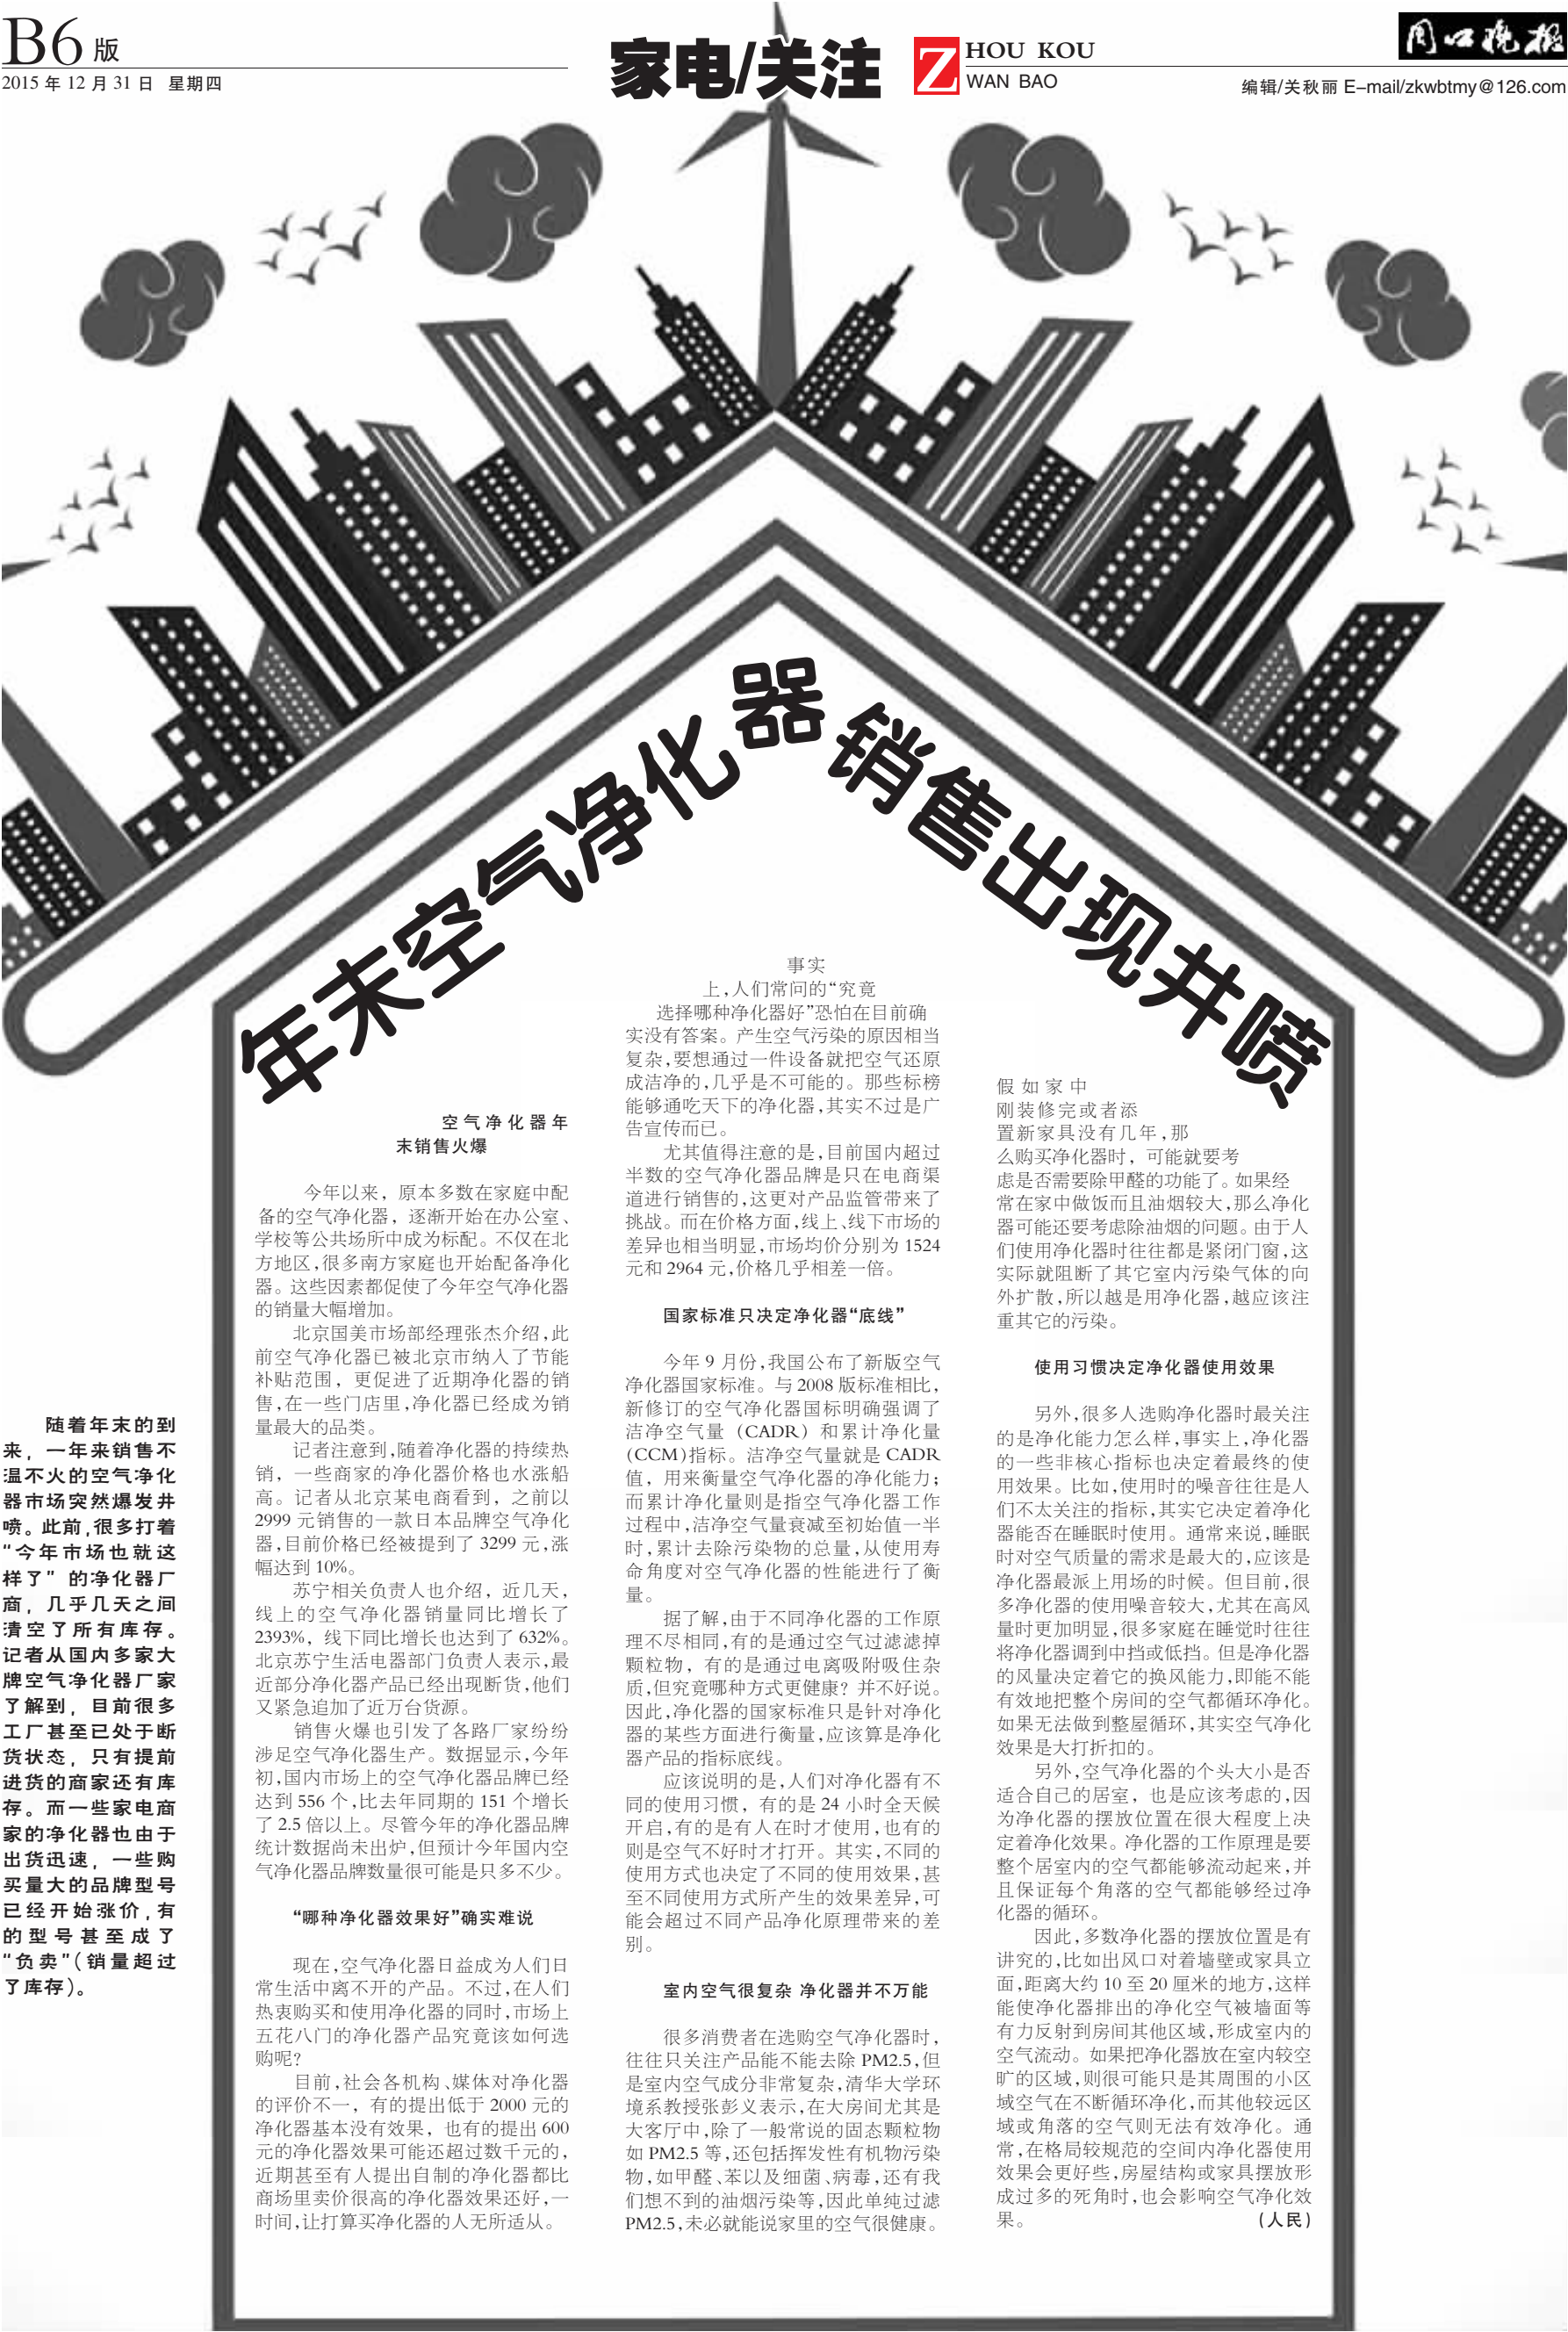 B6 版
2015 年 12 月 31 日 星期四
家电/关注
Z HOU KOU
WAN BAO
周口晚报
编辑/关秋丽 E-mail/zkwbtmy@126.com
年末空气净化器销售出现井喷
随着年末的到
来，一年来销售不
温不火的空气净化
器市场突然爆发井
喷。此前，很多打着
“今年市场也就这
样了” 的净化器厂
商，几乎几天之间
清空了所有库存。
记者从国内多家大
牌空气净化器厂家
了解到，目前很多
工厂甚至已处于断
货状态，只有提前
进货的商家还有库
存。而一些家电商
家的净化器也由于
出货迅速，一些购
买量大的品牌型号
已经开始涨价，有
的型号甚至成了
“负卖”（销量超过
了库存）。
空气净化器年
末销售火爆
今年以来，原本多数在家庭中配
备的空气净化器，逐渐开始在办公室、
学校等公共场所中成为标配。不仅在北
方地区，很多南方家庭也开始配备净化
器。这些因素都促使了今年空气净化器
的销量大幅增加。
北京国美市场部经理张杰介绍，此
前空气净化器已被北京市纳入了节能
补贴范围，更促进了近期净化器的销
售，在一些门店里，净化器已经成为销
量最大的品类。
记者注意到，随着净化器的持续热
销，一些商家的净化器价格也水涨船
高。记者从北京某电商看到，之前以
2999 元销售的一款日本品牌空气净化
器，目前价格已经被提到了 3299 元，涨
幅达到 10%。
苏宁相关负责人也介绍，近几天，
线上的空气净化器销量同比增长了
2393%，线下同比增长也达到了 632%。
北京苏宁生活电器部门负责人表示，最
近部分净化器产品已经出现断货，他们
又紧急追加了近万台货源。
销售火爆也引发了各路厂家纷纷
涉足空气净化器生产。数据显示，今年
初，国内市场上的空气净化器品牌已经
达到 556 个，比去年同期的 151 个增长
了 2.5 倍以上。尽管今年的净化器品牌
统计数据尚未出炉，但预计今年国内空
气净化器品牌数量很可能是只多不少。
“哪种净化器效果好”确实难说
现在，空气净化器日益成为人们日
常生活中离不开的产品。不过，在人们
热衷购买和使用净化器的同时，市场上
五花八门的净化器产品究竟该如何选
购呢？
目前，社会各机构、媒体对净化器
的评价不一，有的提出低于 2000 元的
净化器基本没有效果，也有的提出 600
元的净化器效果可能还超过数千元的，
近期甚至有人提出自制的净化器都比
商场里卖价很高的净化器效果还好，一
时间，让打算买净化器的人无所适从。
事实
上，人们常问的“究竟
选择哪种净化器好”恐怕在目前确
实没有答案。产生空气污染的原因相当
复杂，要想通过一件设备就把空气还原
成洁净的，几乎是不可能的。那些标榜
能够通吃天下的净化器，其实不过是广
告宣传而已。
尤其值得注意的是，目前国内超过
半数的空气净化器品牌是只在电商渠
道进行销售的，这更对产品监管带来了
挑战。而在价格方面，线上、线下市场的
差异也相当明显，市场均价分别为 1524
元和 2964 元，价格几乎相差一倍。
国家标准只决定净化器“底线”
今年 9 月份，我国公布了新版空气
净化器国家标准。与 2008 版标准相比，
新修订的空气净化器国标明确强调了
洁净空气量（CADR）和累计净化量
(CCM)指标。洁净空气量就是 CADR
值，用来衡量空气净化器的净化能力；
而累计净化量则是指空气净化器工作
过程中，洁净空气量衰减至初始值一半
时，累计去除污染物的总量，从使用寿
命角度对空气净化器的性能进行了衡
量。
据了解，由于不同净化器的工作原
理不尽相同，有的是通过空气过滤滤掉
颗粒物，有的是通过电离吸附吸住杂
质，但究竟哪种方式更健康？并不好说。
因此，净化器的国家标准只是针对净化
器的某些方面进行衡量，应该算是净化
器产品的指标底线。
应该说明的是，人们对净化器有不
同的使用习惯，有的是 24 小时全天候
开启，有的是有人在时才使用，也有的
则是空气不好时才打开。其实，不同的
使用方式也决定了不同的使用效果，甚
至不同使用方式所产生的效果差异，可
能会超过不同产品净化原理带来的差
别。
室内空气很复杂 净化器并不万能
很多消费者在选购空气净化器时，
往往只关注产品能不能去除 PM2.5，但
是室内空气成分非常复杂，清华大学环
境系教授张彭义表示，在大房间尤其是
大客厅中，除了一般常说的固态颗粒物
如 PM2.5 等，还包括挥发性有机物污染
物，如甲醛、苯以及细菌、病毒，还有我
们想不到的油烟污染等，因此单纯过滤
PM2.5，未必就能说家里的空气很健康。
假如家中
刚装修完或者添
置新家具没有几年，那
么购买净化器时，可能就要考
虑是否需要除甲醛的功能了。如果经
常在家中做饭而且油烟较大，那么净化
器可能还要考虑除油烟的问题。由于人
们使用净化器时往往都是紧闭门窗，这
实际就阻断了其它室内污染气体的向
外扩散，所以越是用净化器，越应该注
重其它的污染。
使用习惯决定净化器使用效果
另外，很多人选购净化器时最关注
的是净化能力怎么样，事实上，净化器
的一些非核心指标也决定着最终的使
用效果。比如，使用时的噪音往往是人
们不太关注的指标，其实它决定着净化
器能否在睡眠时使用。通常来说，睡眠
时对空气质量的需求是最大的，应该是
净化器最派上用场的时候。但目前，很
多净化器的使用噪音较大，尤其在高风
量时更加明显，很多家庭在睡觉时往往
将净化器调到中挡或低挡。但是净化器
的风量决定着它的换风能力，即能不能
有效地把整个房间的空气都循环净化。
如果无法做到整屋循环，其实空气净化
效果是大打折扣的。
另外，空气净化器的个头大小是否
适合自己的居室，也是应该考虑的，因
为净化器的摆放位置在很大程度上决
定着净化效果。净化器的工作原理是要
整个居室内的空气都能够流动起来，并
且保证每个角落的空气都能够经过净
化器的循环。
因此，多数净化器的摆放位置是有
讲究的，比如出风口对着墙壁或家具立
面，距离大约 10 至 20 厘米的地方，这样
能使净化器排出的净化空气被墙面等
有力反射到房间其他区域，形成室内的
空气流动。如果把净化器放在室内较空
旷的区域，则很可能只是其周围的小区
域空气在不断循环净化，而其他较远区
域或角落的空气则无法有效净化。通
常，在格局较规范的空间内净化器使用
效果会更好些，房屋结构或家具摆放形
成过多的死角时，也会影响空气净化效
果。 （人民）